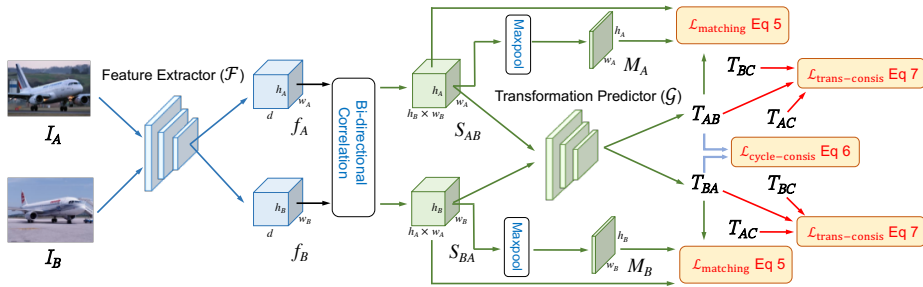 Feature Extractor (ℱ)
I_A
I_B
h_A
w_A
d
f_A
h_B
w_B
d
f_B
Bi-directional
Correlation
h_A
w_A
h_B × w_B
S_AB
h_B
w_B
h_A × w_A
S_BA
Maxpool
h_A
w_A
M_A
Maxpool
h_B
w_B
M_B
Transformation Predictor (𝒢)
T_AB
T_BA
ℒ_matching Eq 5
T_BC
T_AC
ℒ_trans−consis Eq 7
ℒ_cycle−consis Eq 6
T_BC
T_AC
ℒ_trans−consis Eq 7
ℒ_matching Eq 5